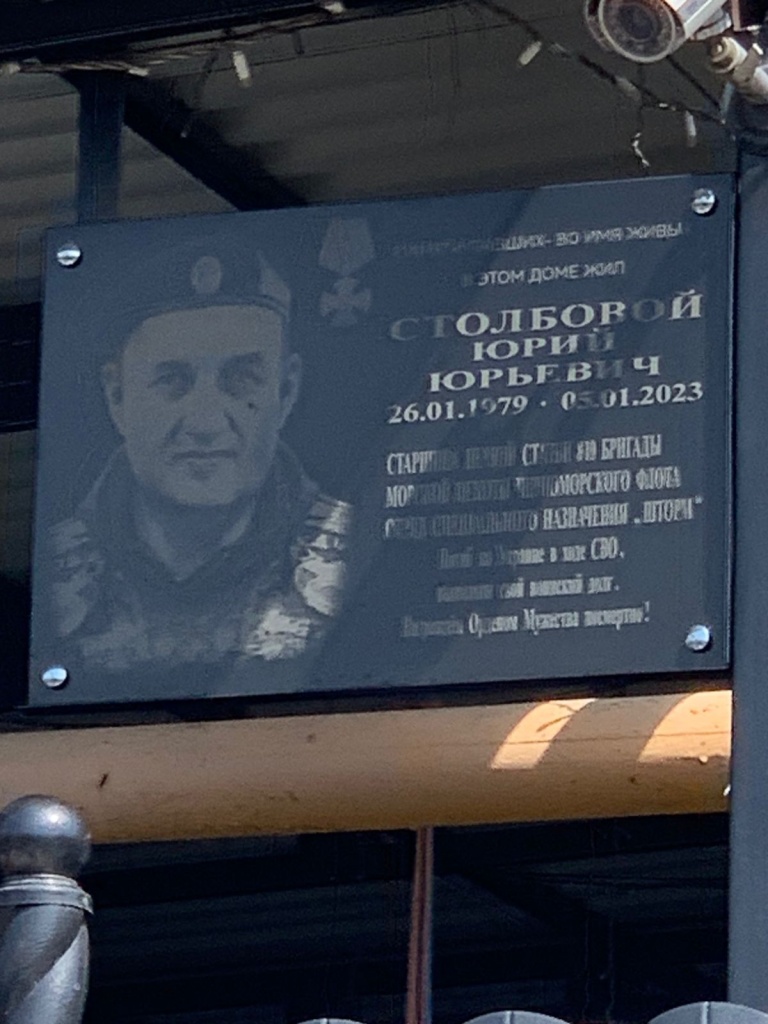 ВО ИМЯ ЖИВЫ
В ЭТОМ ДОМЕ ЖИЛ
СТОЛБОВОЙ
ЮРИЙ
ЮРЬЕВИЧ
26.01.1979 · 05.01.2023
СТАРШИНА ПЕРВОЙ СТАТЬИ 810 БРИГАДЫ
МОРСКОЙ ПЕХОТЫ ЧЕРНОМОРСКОГО ФЛОТА
СПЕЦИАЛЬНОГО НАЗНАЧЕНИЯ „ШТОРМ“
Погиб на Украине в ходе СВО,
выполняя свой воинский долг.
Награждён Орденом Мужества посмертно!